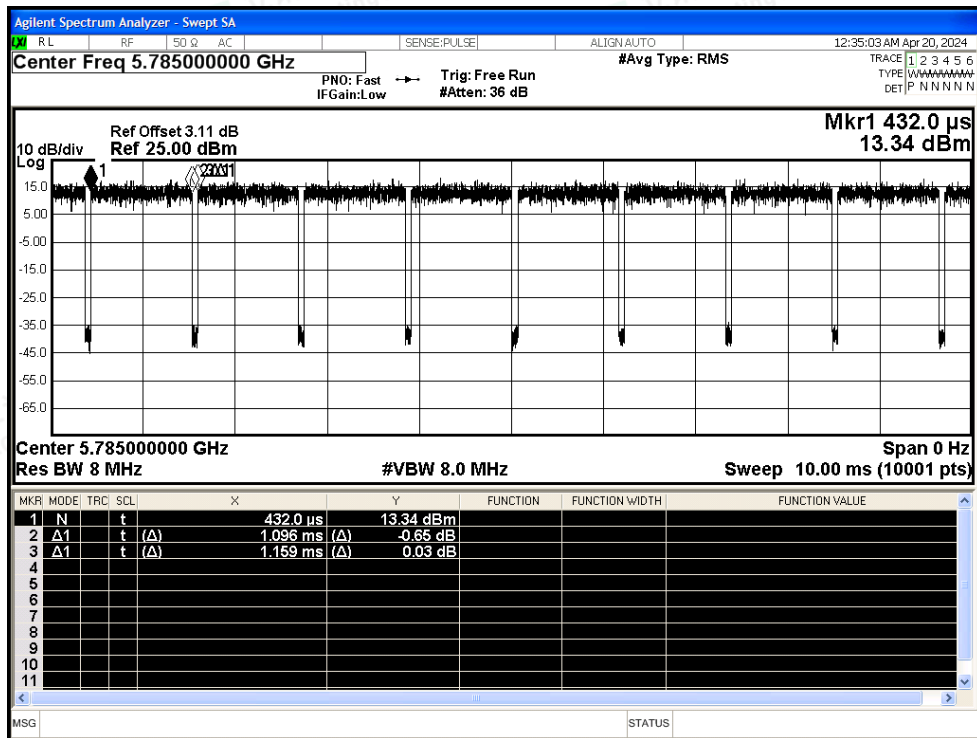 Agilent Spectrum Analyzer - Swept SA
LXI RL RF 50 Ω AC SENSE:PULSE ALIGN AUTO 12:35:03 AM Apr 20, 2024
Center Freq 5.785000000 GHz #Avg Type: RMS TRACE 1 2 3 4 5 6
PNO: Fast Trig: Free Run TYPE WWWWWW
IFGain:Low #Atten: 36 dB DET P N N N N N
Mkr1 432.0 µs
Ref Offset 3.11 dB
10 dB/div Ref 25.00 dBm 13.34 dBm
Log
1
15.0
5.00
-5.00
-15.0
-25.0
-35.0
-45.0
-55.0
-65.0
Center 5.785000000 GHz Span 0 Hz
Res BW 8 MHz #VBW 8.0 MHz Sweep 10.00 ms (10001 pts)
MKR MODE TRC SCL X Y FUNCTION FUNCTION WIDTH FUNCTION VALUE
1 N t 432.0 µs 13.34 dBm
2 Δ1 t (Δ) 1.096 ms (Δ) -0.65 dB
3 Δ1 t (Δ) 1.159 ms (Δ) 0.03 dB
4
5
6
7
8
9
10
11
MSG STATUS